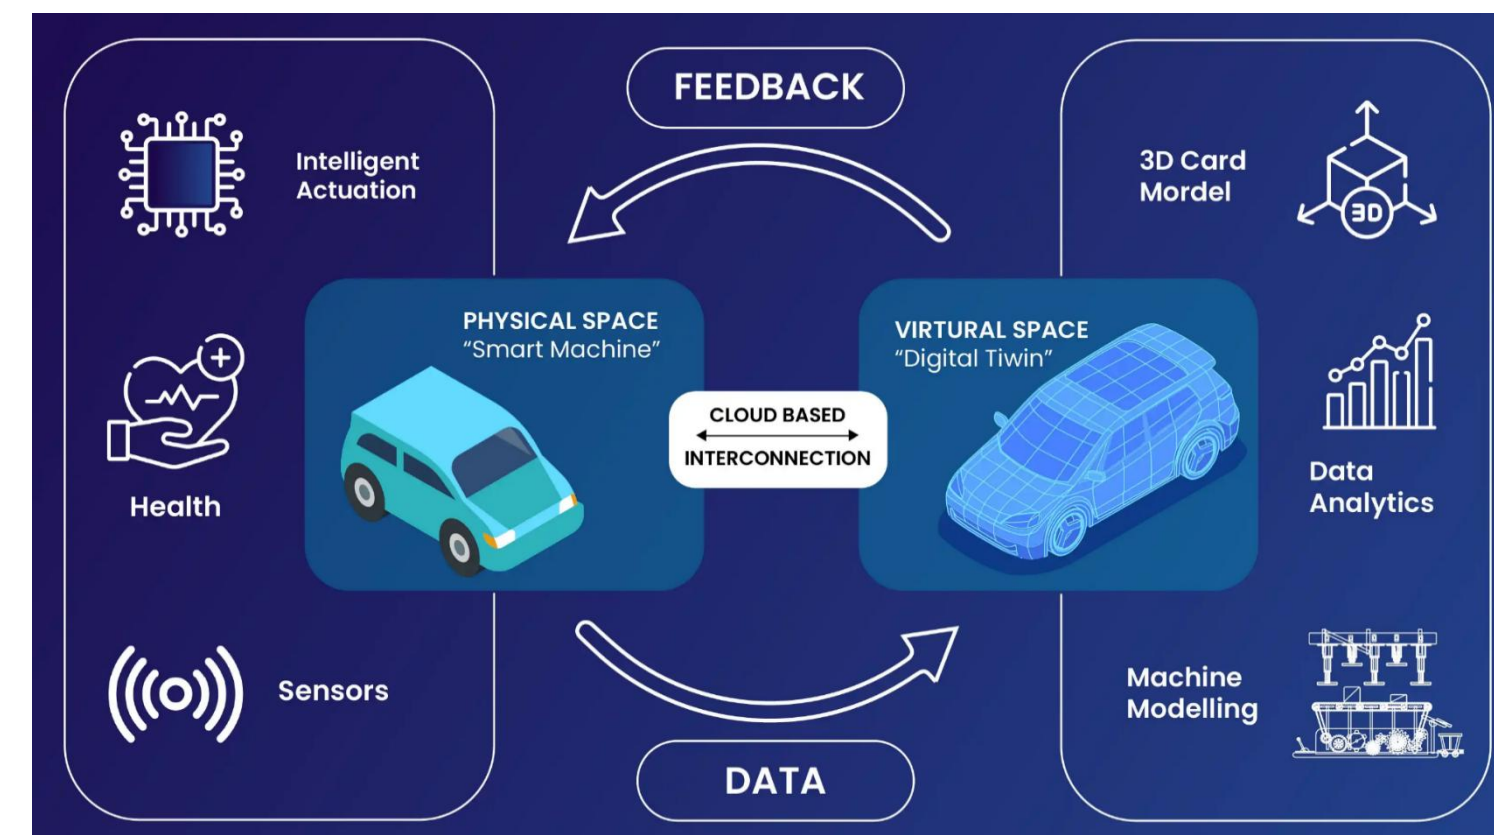 FEEDBACK
Intelligent
Actuation
3D Card
Mordel
3D
PHYSICAL SPACE
“Smart Machine”
VIRTURAL SPACE
“Digital Tiwin”
CLOUD BASED
INTERCONNECTION
Health
Data
Analytics
Sensors
Machine
Modelling
DATA